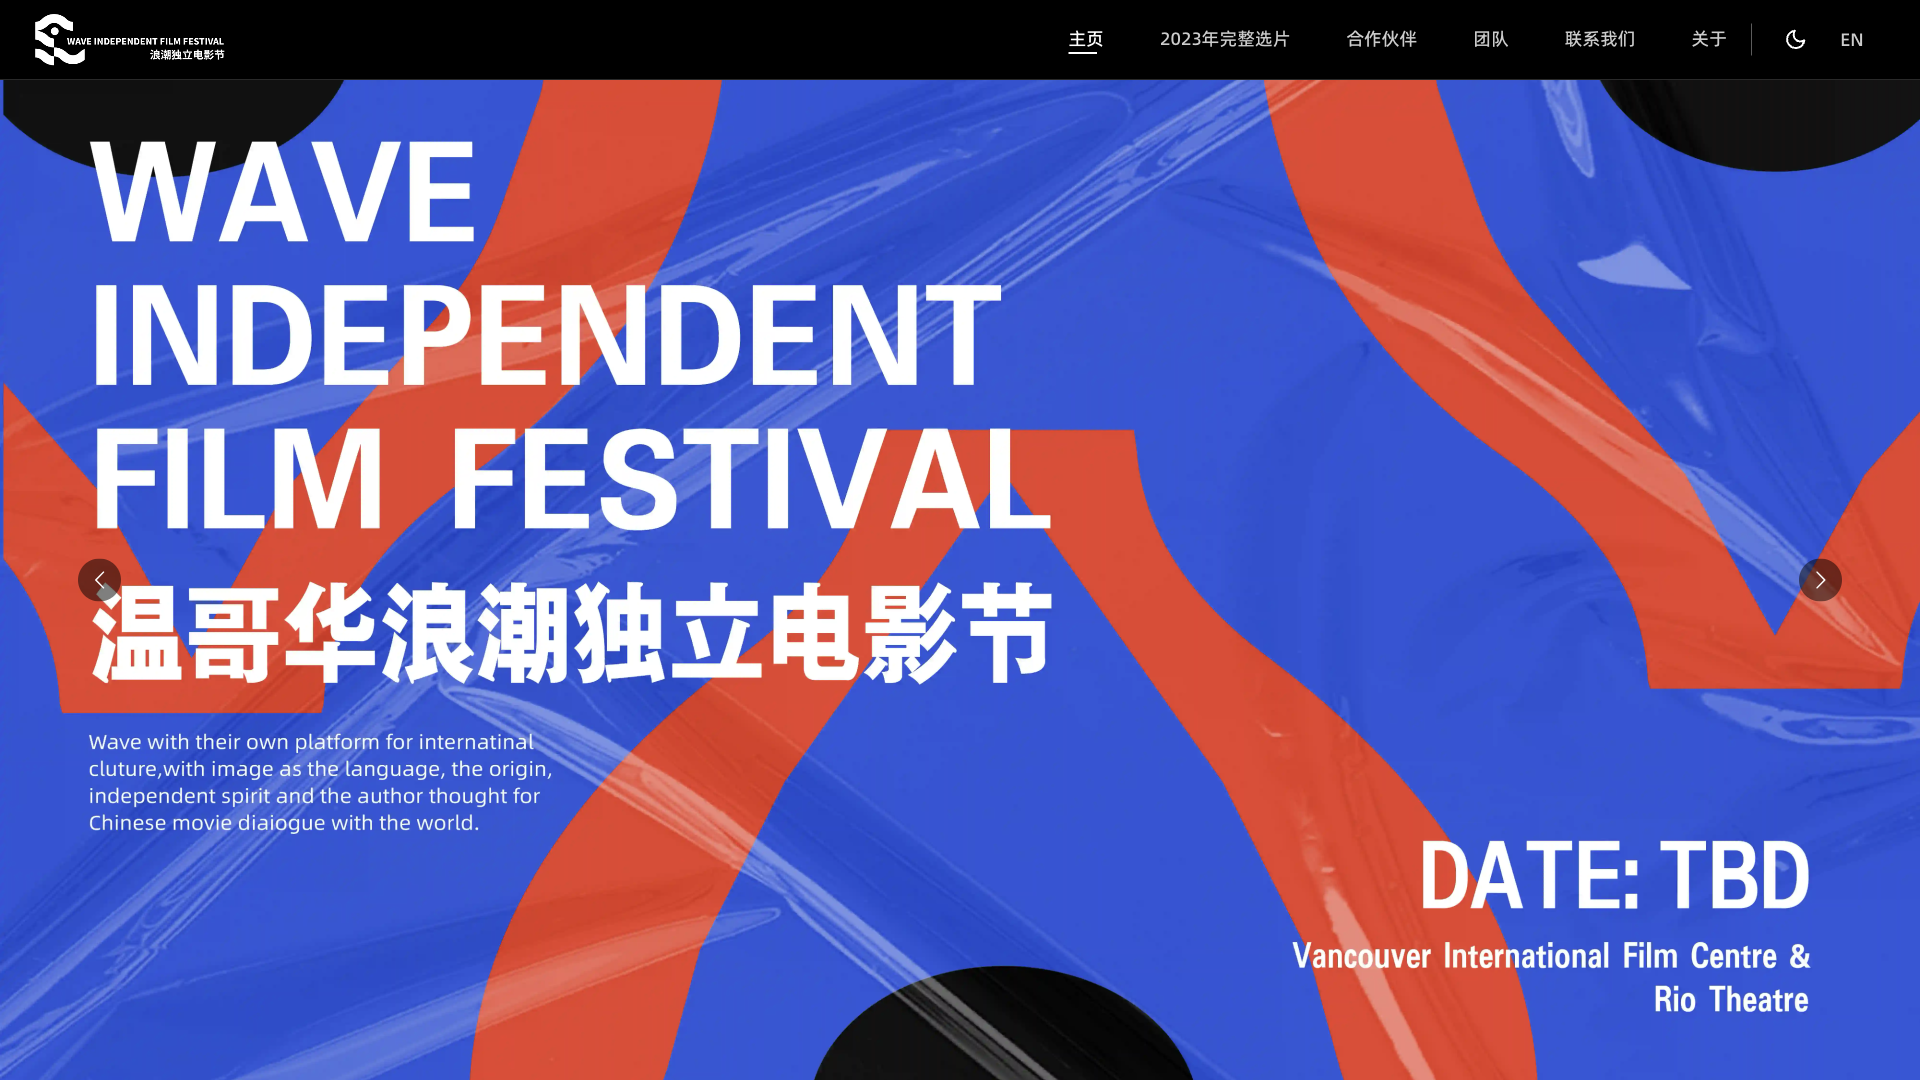 WAVE INDEPENDENT FILM FESTIVAL
浪潮独立电影节
主页
2023年完整选片
合作伙伴
团队
联系我们
关于
EN
WAVE
INDEPENDENT
FILM FESTIVAL
温哥华浪潮独立电影节
Wave with their own platform for internatinal
cluture,with image as the language, the origin,
independent spirit and the author thought for
Chinese movie diaiogue with the world.
DATE: TBD
Vancouver International Film Centre &
Rio Theatre